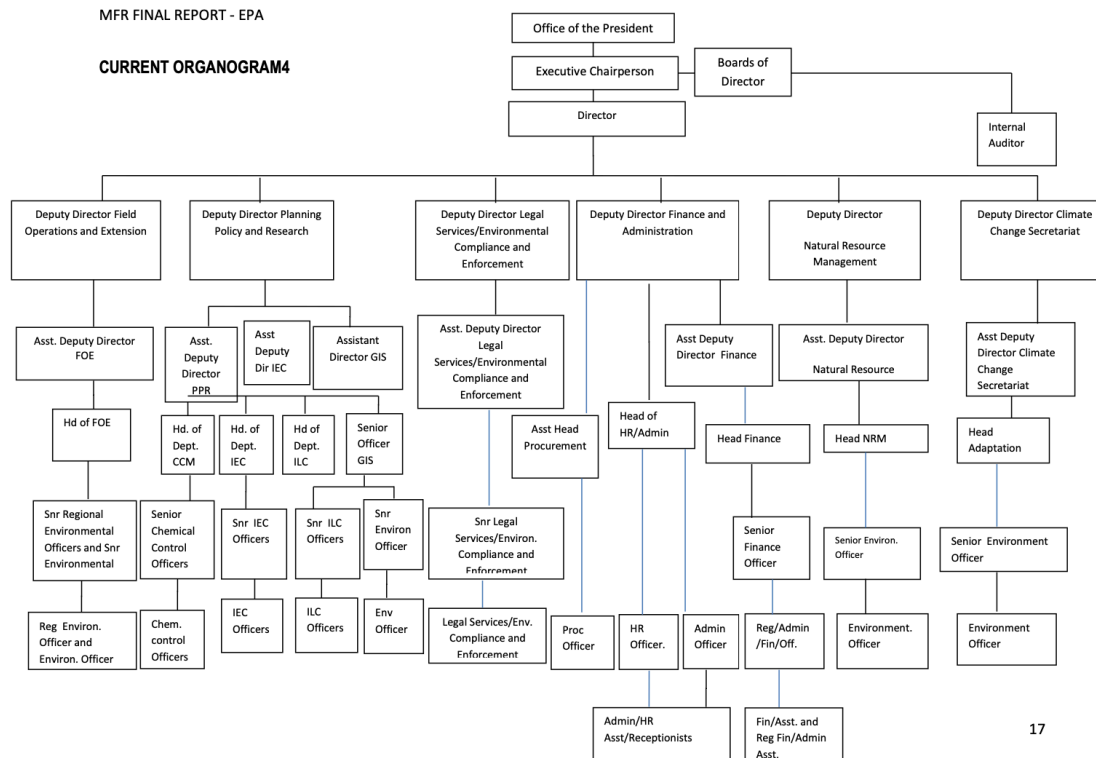 MFR FINAL REPORT - EPA
CURRENT ORGANOGRAM4
Office of the President
Executive Chairperson
Boards of
Director
Director
Internal
Auditor
Deputy Director Field
Operations and Extension
Deputy Director Planning
Policy and Research
Deputy Director Legal
Services/Environmental
Compliance and
Enforcement
Deputy Director Finance and
Administration
Deputy Director
Natural Resource
Management
Deputy Director Climate
Change Secretariat
Asst. Deputy Director
FOE
Asst.
Deputy
Director
PPR
Asst
Deputy
Dir IEC
Assistant
Director GIS
Asst. Deputy Director
Legal
Services/Environmental
Compliance and
Enforcement
Asst Deputy
Director Finance
Asst. Deputy Director
Natural Resource
Asst Deputy
Director Climate
Change
Secretariat
Hd of FOE
Hd. of
Dept.
CCM
Hd. of
Dept.
IEC
Hd of
Dept.
ILC
Senior
Officer
GIS
Asst Head
Procurement
Head of
HR/Admin
Head Finance
Head NRM
Head
Adaptation
Snr Regional
Environmental
Officers and Snr
Environmental
Senior
Chemical
Control
Officers
Snr IEC
Officers
Snr ILC
Officers
Snr
Environ
Officer
Snr Legal
Services/Environ.
Compliance and
Enforcement
Senior
Finance
Officer
Senior Environ.
Officer
Senior Environment
Officer
Reg Environ.
Officer and
Environ. Officer
Chem.
control
Officers
IEC
Officers
ILC
Officers
Env
Officer
Legal Services/Env.
Compliance and
Enforcement
Proc
Officer
HR
Officer.
Admin
Officer
Reg/Admin
/Fin/Off.
Environment.
Officer
Environment
Officer
Admin/HR
Asst/Receptionists
Fin/Asst. and
Reg Fin/Admin
Asst.
17